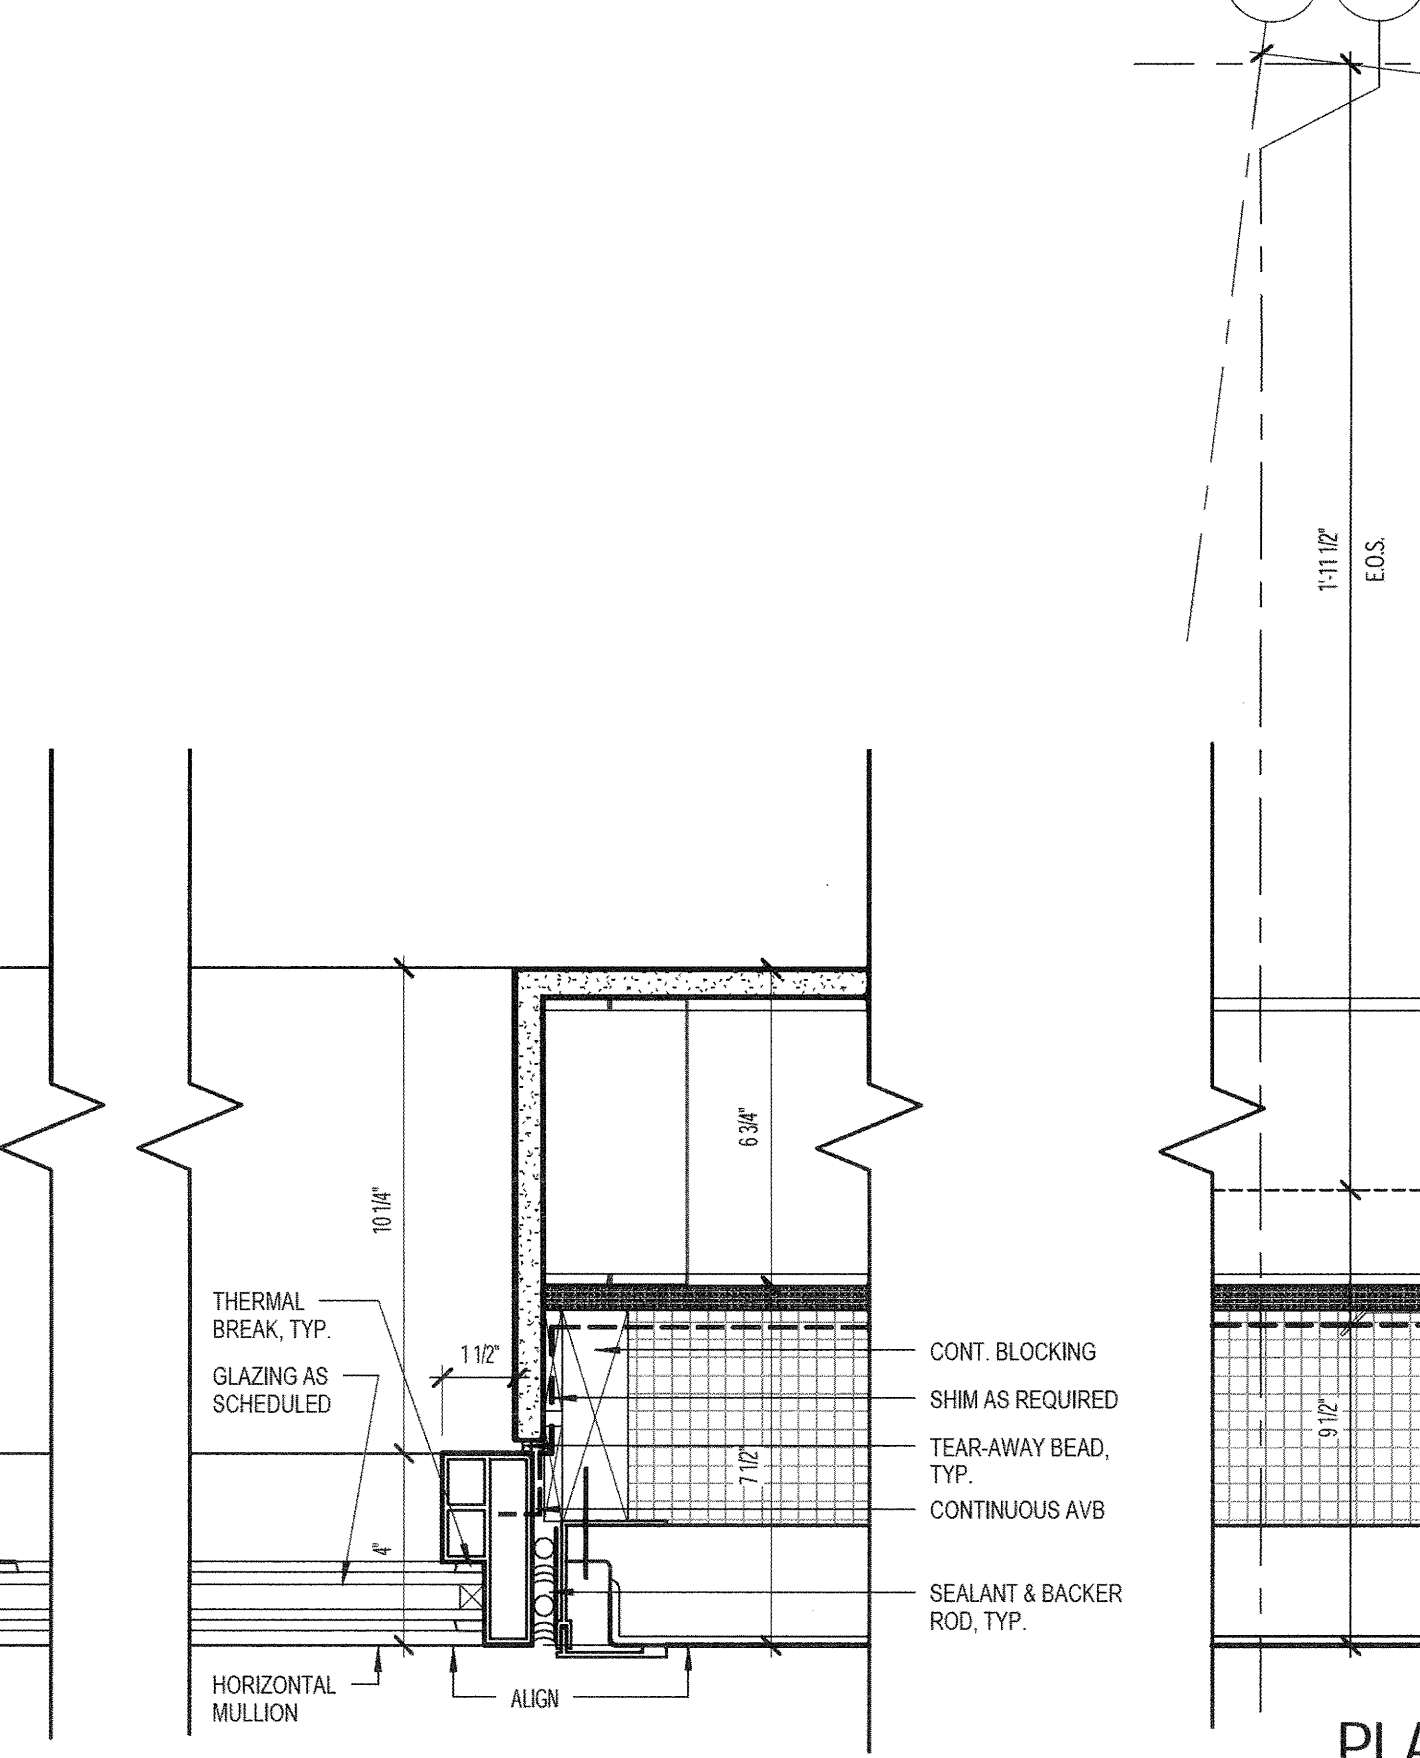 1'-11 1/2"
E.O.S.
6 3/4"
10 1/4"
THERMAL
BREAK, TYP.
1 1/2"
GLAZING AS
SCHEDULED
CONT. BLOCKING
SHIM AS REQUIRED
9 1/2"
TEAR-AWAY BEAD,
TYP.
7 1/2"
CONTINUOUS AVB
4"
SEALANT & BACKER
ROD, TYP.
HORIZONTAL
MULLION
ALIGN